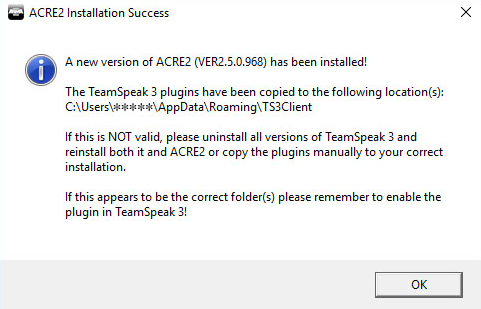 ACRE2 Installation Success
A new version of ACRE2 (VER2.5.0.968) has been installed!
The TeamSpeak 3 plugins have been copied to the following location(s):
C:\Users\*****\AppData\Roaming\TS3Client
If this is NOT valid, please uninstall all versions of TeamSpeak 3 and
reinstall both it and ACRE2 or copy the plugins manually to your correct
installation.
If this appears to be the correct folder(s) please remember to enable the
plugin in TeamSpeak 3!
OK